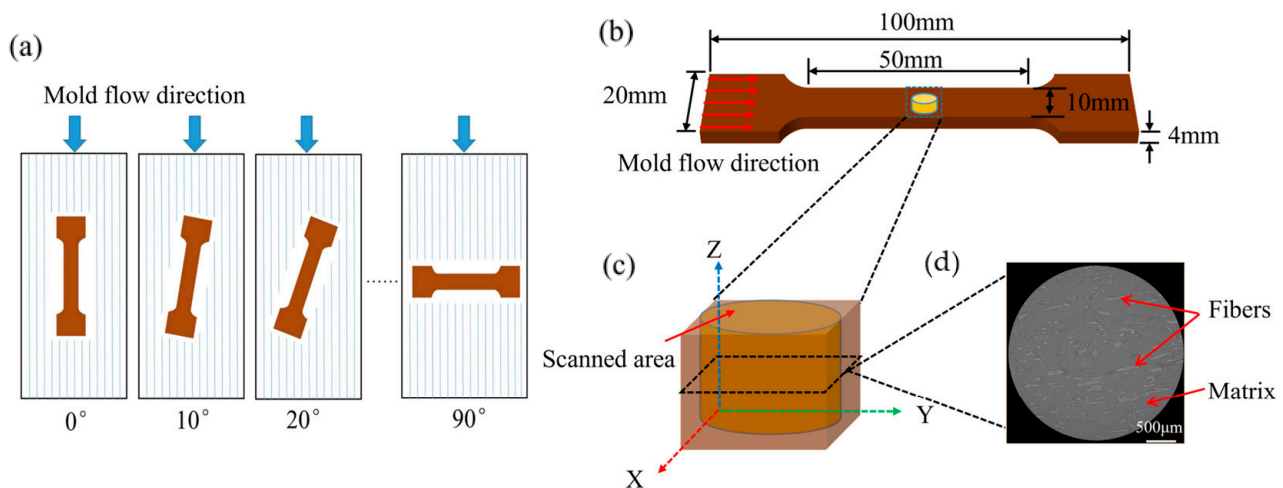 (a)
Mold flow direction
0°
10°
20°
......
90°
(b)
100mm
50mm
20mm
10mm
4mm
Mold flow direction
(c)
Z
Y
X
Scanned area
(d)
Fibers
Matrix
500μm